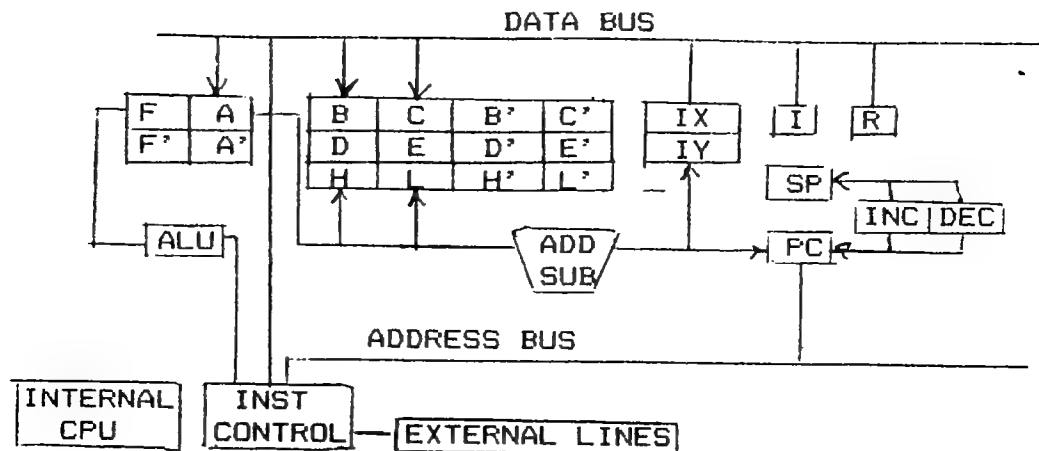 DATA BUS
F A B C B' C' IX I R
F' A' D E D' E' IY
H L H' L' SP
INC DEC
ALU ADD PC
SUB
ADDRESS BUS
INTERNAL INST
CPU CONTROL EXTERNAL LINES